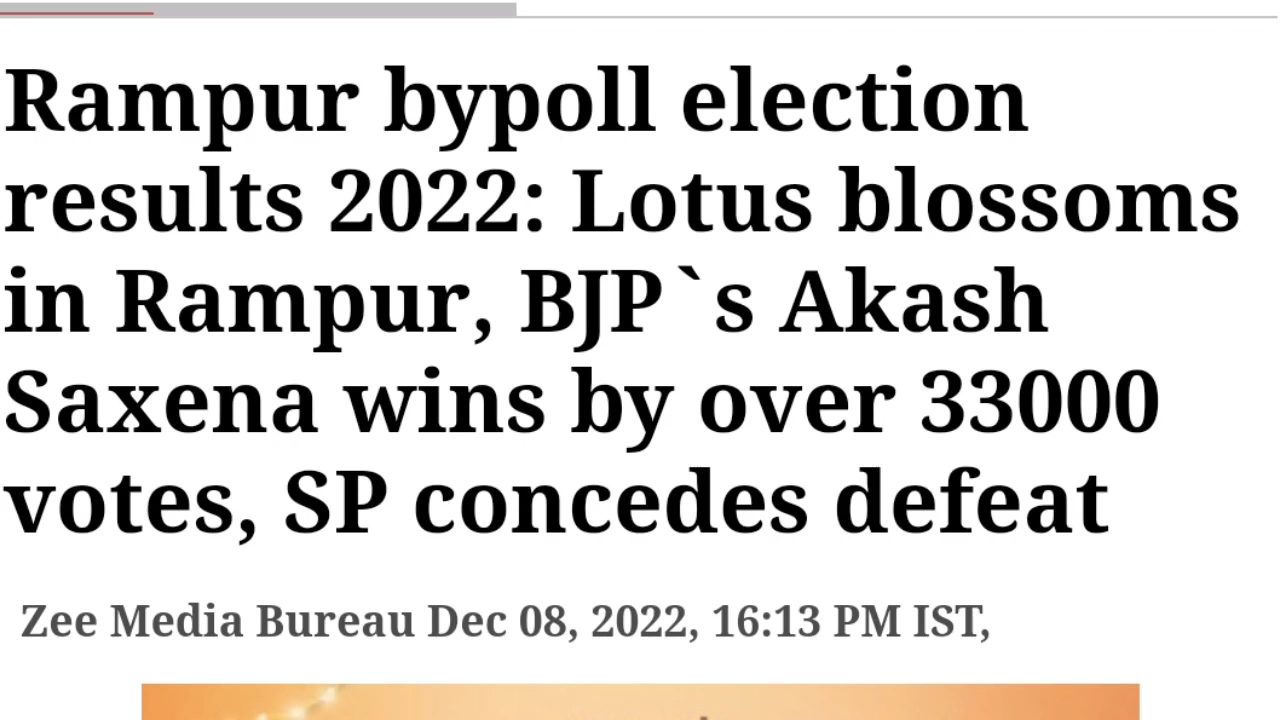 Rampur bypoll election
results 2022: Lotus blossoms
in Rampur, BJP`s Akash
Saxena wins by over 33000
votes, SP concedes defeat
Zee Media Bureau Dec 08, 2022, 16:13 PM IST,